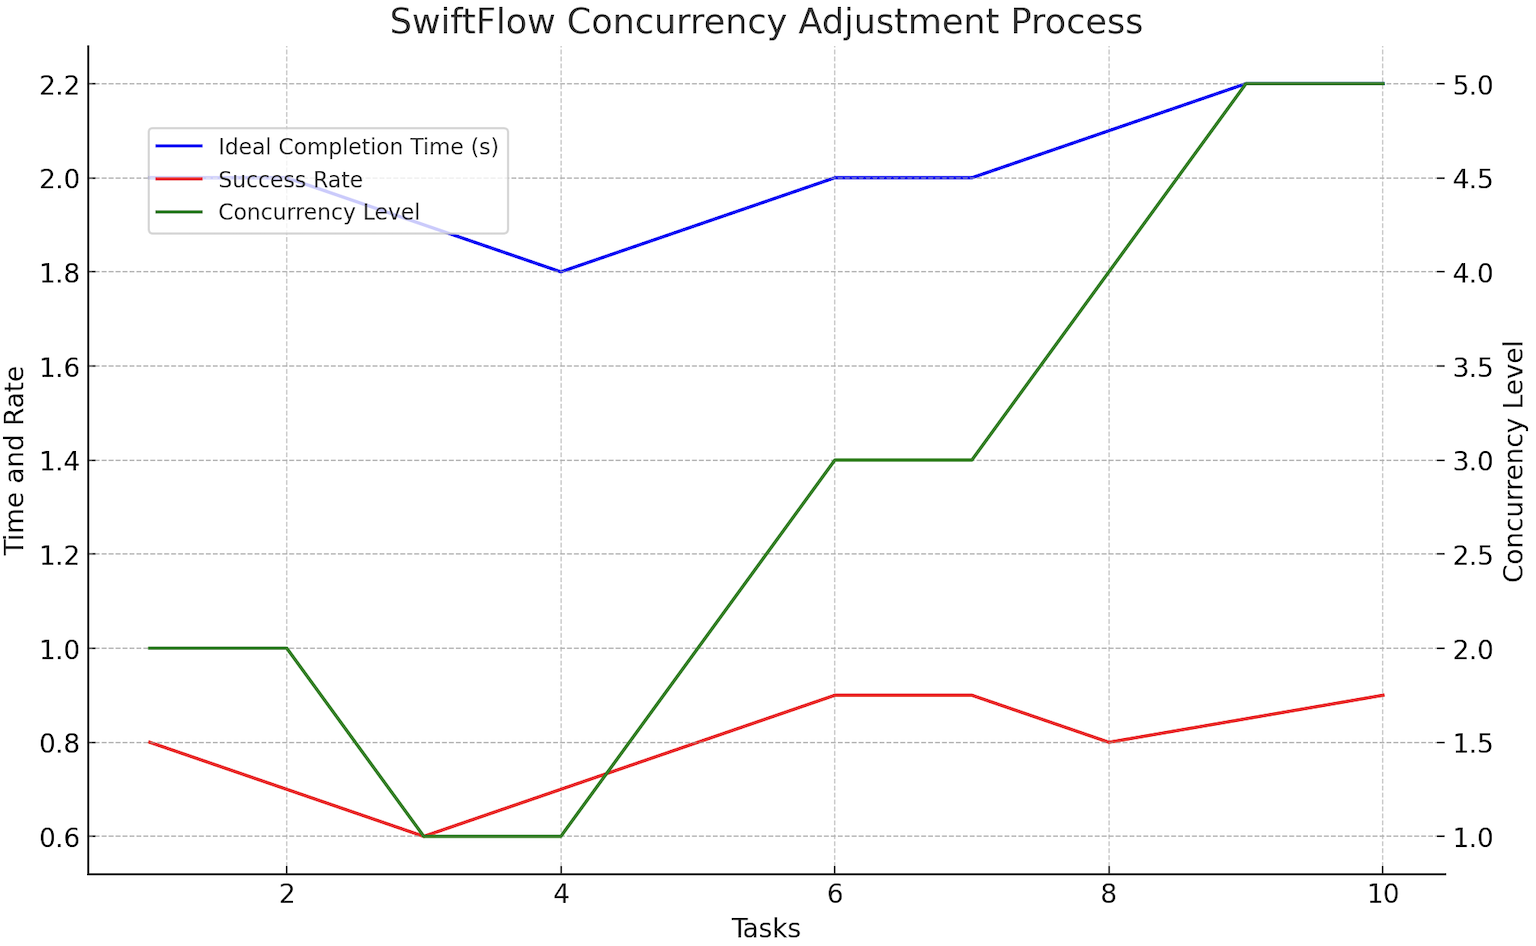 SwiftFlow Concurrency Adjustment Process
Time and Rate
2.2
2.0
1.8
1.6
1.4
1.2
1.0
0.8
0.6
Ideal Completion Time (s)
Success Rate
Concurrency Level
5.0
4.5
4.0
3.5
3.0
2.5
2.0
1.5
1.0
Concurrency Level
2 4 6 8 10
Tasks